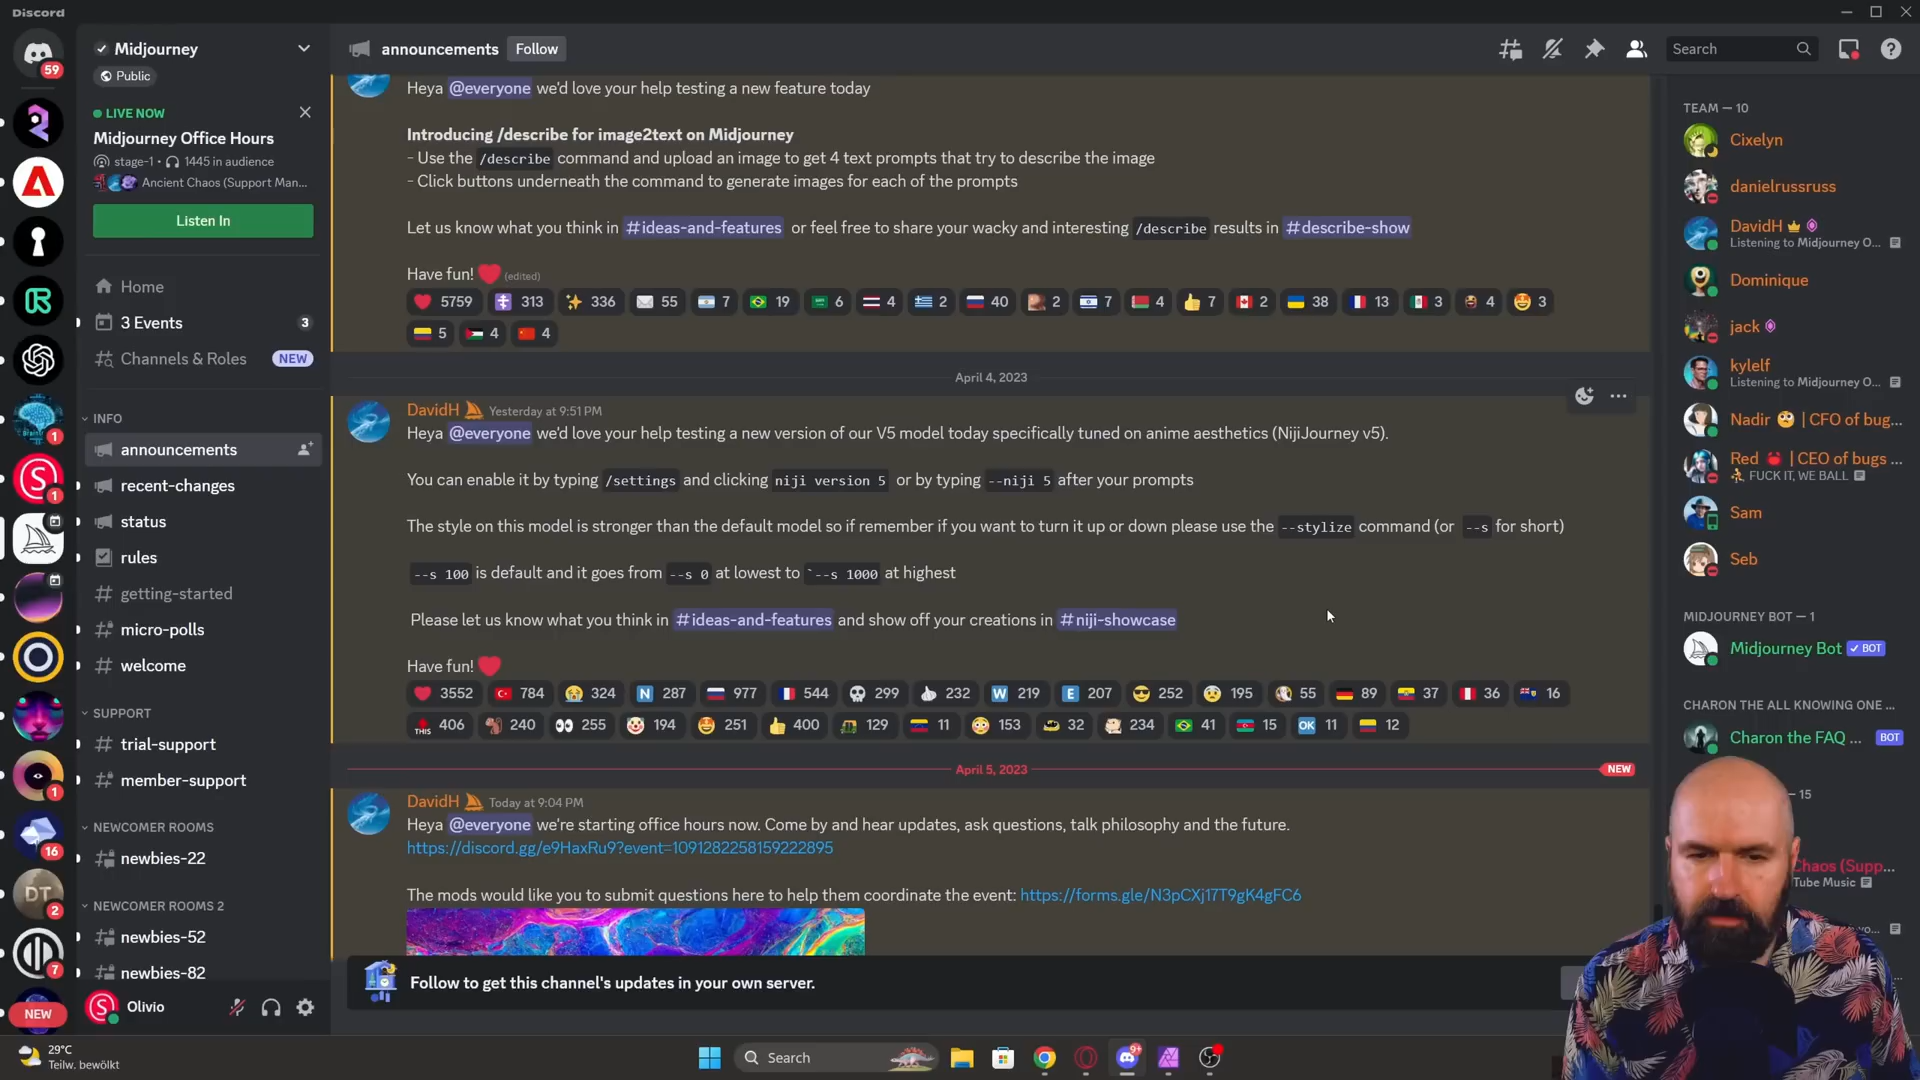 Discord
59
Midjourney
Public
LIVE NOW
Midjourney Office Hours
stage-1 • 1445 in audience
Ancient Chaos (Support Man...
Listen In
Home
3 Events
3
Channels & Roles
NEW
INFO
announcements
recent-changes
status
rules
getting-started
micro-polls
welcome
SUPPORT
trial-support
member-support
NEWCOMER ROOMS
newbies-22
NEWCOMER ROOMS 2
newbies-52
newbies-82
1
1
1
16
DT
2
7
NEW
Olivio
announcements
Follow
Search
Heya @everyone we'd love your help testing a new feature today
Introducing /describe for image2text on Midjourney
- Use the /describe command and upload an image to get 4 text prompts that try to describe the image
- Click buttons underneath the command to generate images for each of the prompts
Let us know what you think in #ideas-and-features or feel free to share your wacky and interesting /describe results in #describe-show
Have fun! (edited)
5759 313 336 55 7 19 6 4 2 40 2 7 4 7 2 38 13 3 4 3
5 4 4
April 4, 2023
DavidH Yesterday at 9:51 PM
Heya @everyone we'd love your help testing a new version of our V5 model today specifically tuned on anime aesthetics (NijiJourney v5).
You can enable it by typing /settings and clicking niji version 5 or by typing --niji 5 after your prompts
The style on this model is stronger than the default model so if remember if you want to turn it up or down please use the --stylize command (or --s for short)
--s 100 is default and it goes from --s 0 at lowest to `--s 1000 at highest
Please let us know what you think in #ideas-and-features and show off your creations in #niji-showcase
Have fun!
3552 784 324 N 287 977 544 299 232 W 219 E 207 252 195 55 89 37 36 16
THIS 406 240 255 194 251 400 129 11 153 32 234 41 15 OK 11 12
April 5, 2023
NEW
DavidH Today at 9:04 PM
Heya @everyone we're starting office hours now. Come by and hear updates, ask questions, talk philosophy and the future.
https://discord.gg/e9HaxRu9?event=1091282258159222895
The mods would like you to submit questions here to help them coordinate the event: https://forms.gle/N3pCXj17T9gK4gFC6
Follow to get this channel's updates in your own server.
TEAM — 10
Cixelyn
danielrussruss
DavidH
Listening to Midjourney O...
Dominique
jack
kylelf
Listening to Midjourney O...
Nadir | CFO of bug...
Red | CEO of bugs ...
FUCK IT, WE BALL
Sam
Seb
MIDJOURNEY BOT — 1
Midjourney Bot
BOT
CHARON THE ALL KNOWING ONE ...
Charon the FAQ ...
BOT
— 15
Chaos (Supp...
Tube Music
29°C
Teilw. bewölkt
Search
9+